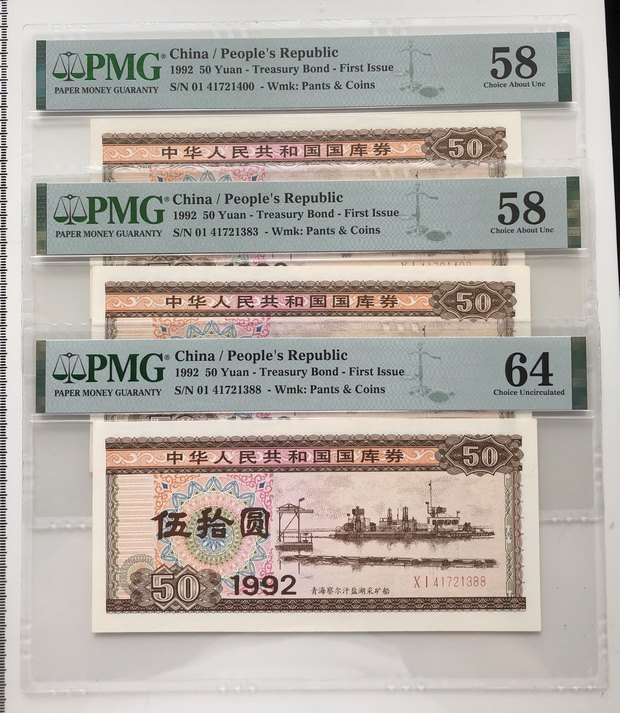 PMG
PAPER MONEY GUARANTY
China / People's Republic
1992 50 Yuan - Treasury Bond - First Issue
S/N 01 41721400 - Wmk: Pants & Coins
58
Choice About Unc
中华人民共和国国库券
50
PMG
PAPER MONEY GUARANTY
China / People's Republic
1992 50 Yuan - Treasury Bond - First Issue
S/N 01 41721383 - Wmk: Pants & Coins
58
Choice About Unc
中华人民共和国国库券
50
PMG
PAPER MONEY GUARANTY
China / People's Republic
1992 50 Yuan - Treasury Bond - First Issue
S/N 01 41721388 - Wmk: Pants & Coins
64
Choice Uncirculated
中华人民共和国国库券
50
伍拾圆
XI 41721388
50
1992
青海察尔汗盐湖采矿船